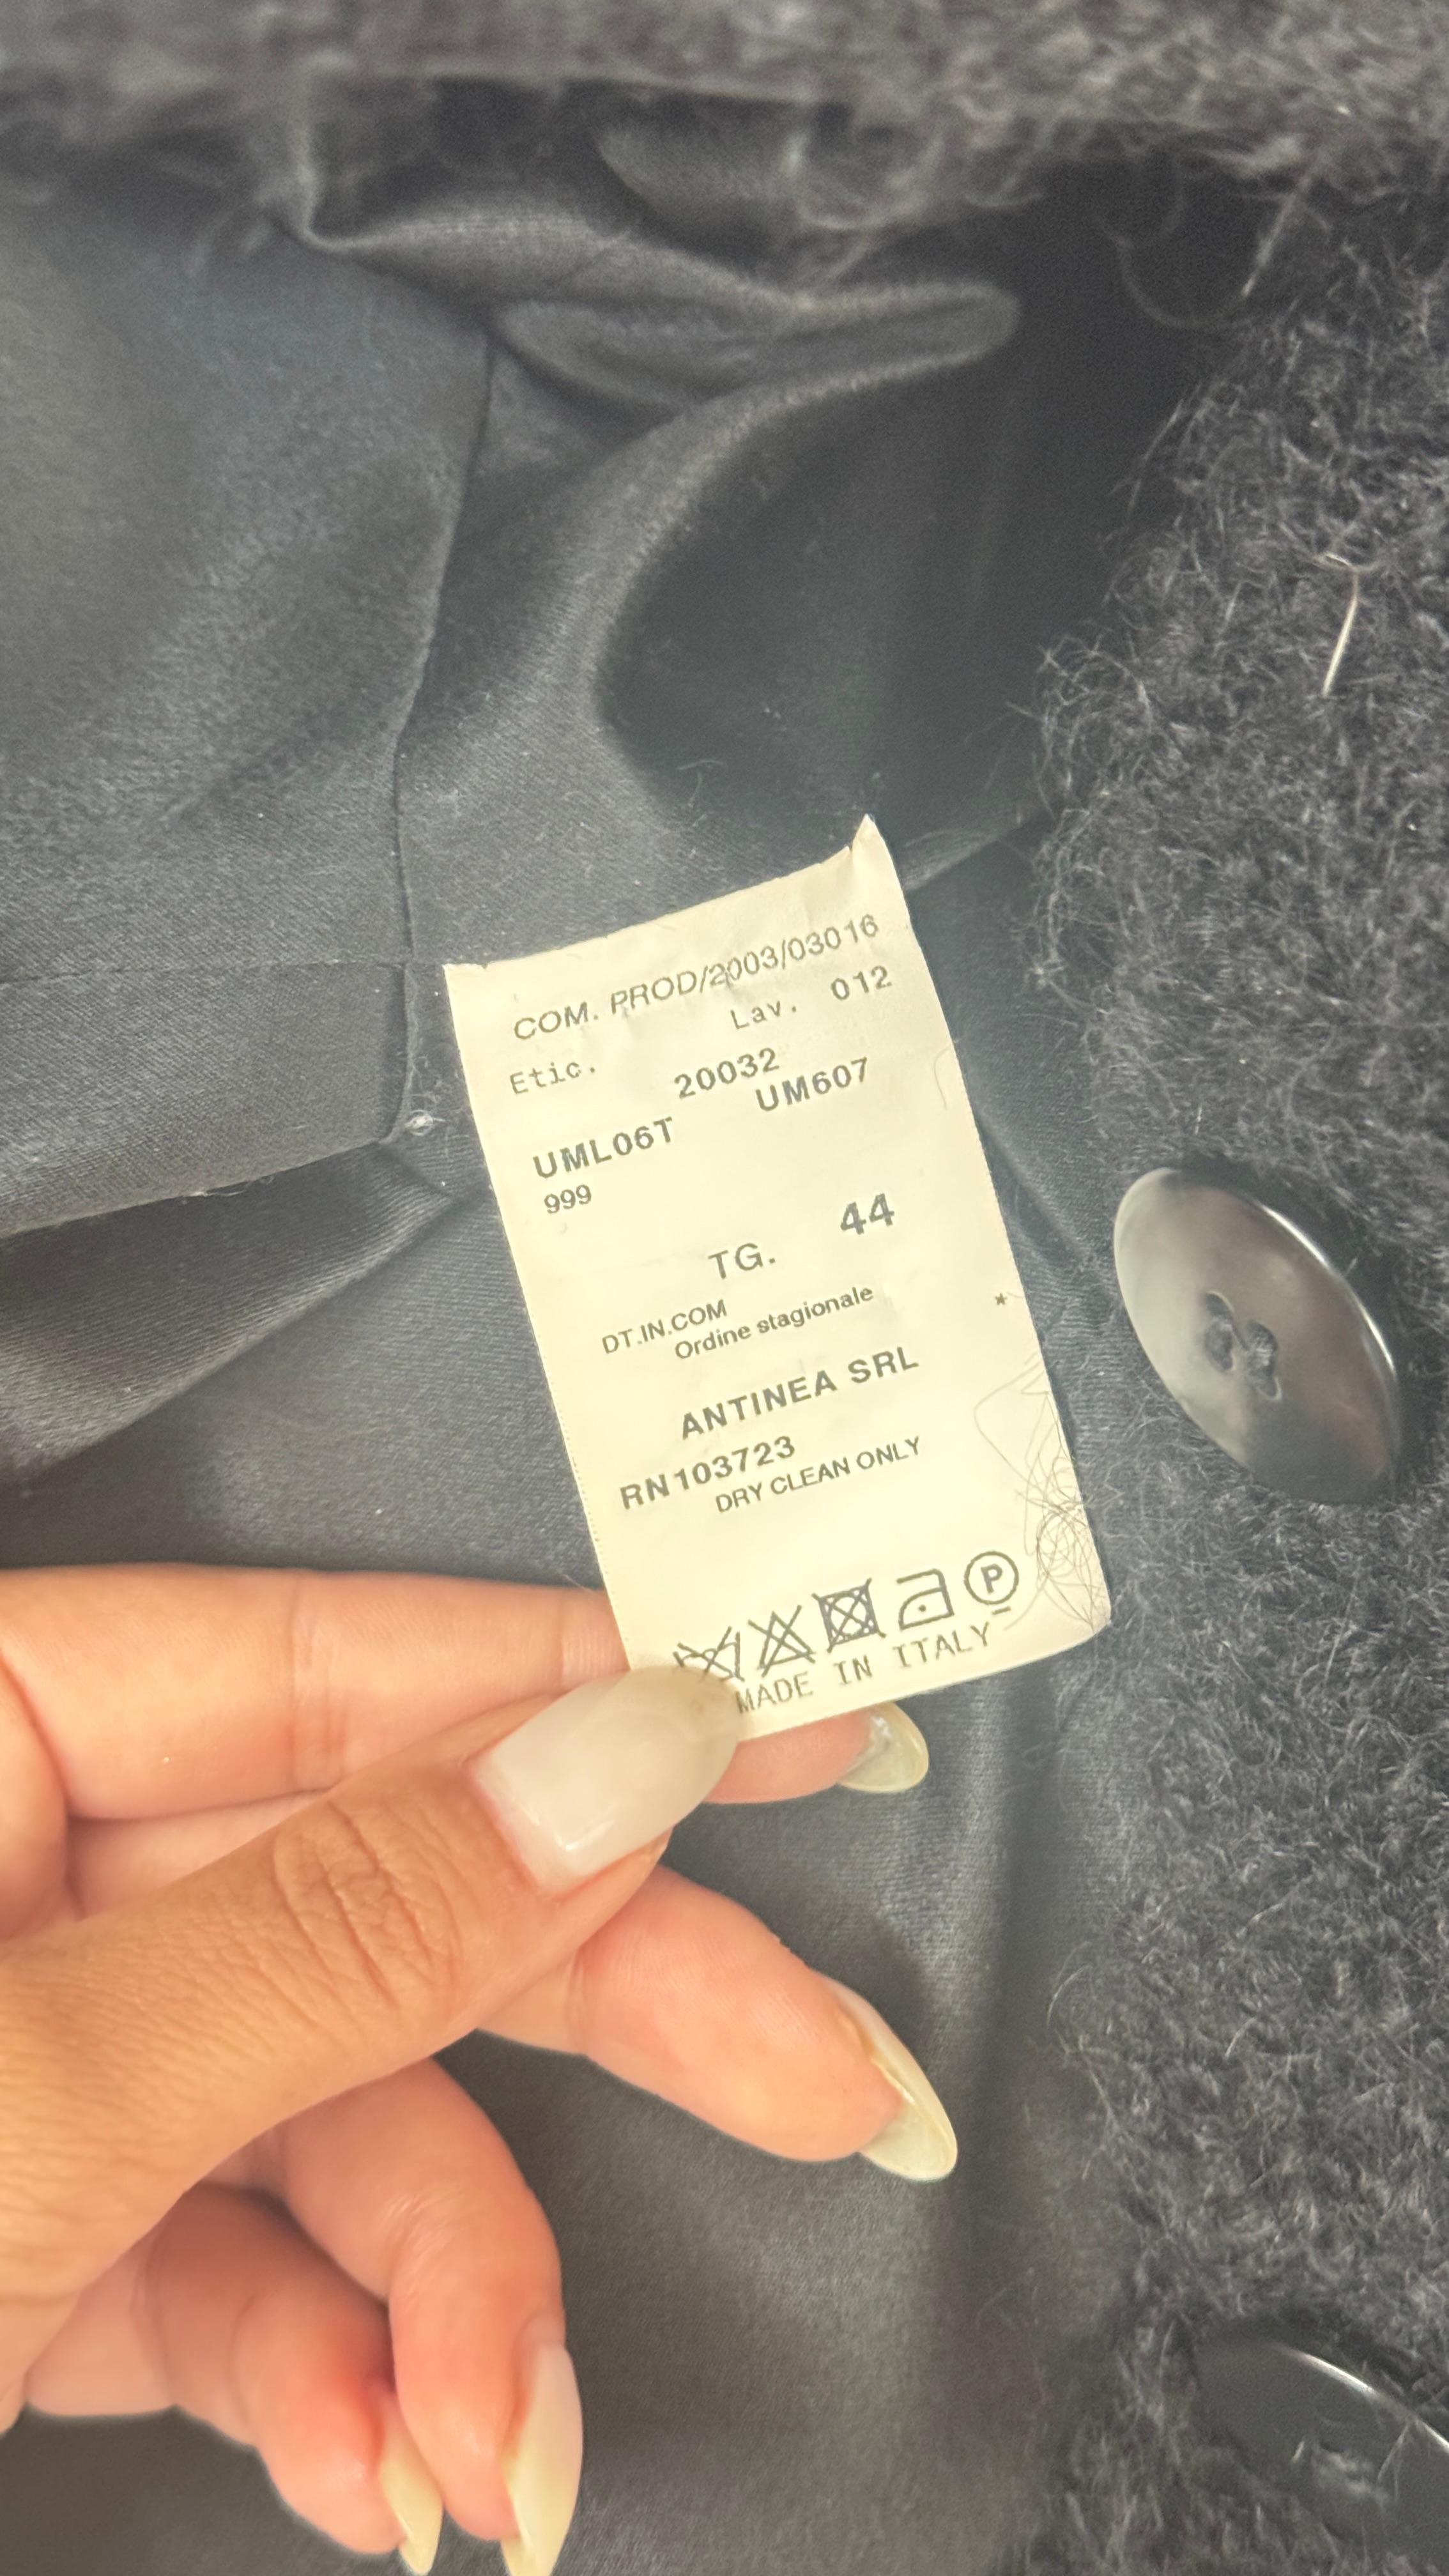 COM. PROD/2003/03016
Lav. 012
Etic. 20032
UML06T UM607
999
TG. 44
DT.IN.COM
Ordine stagionale *
ANTINEA SRL
RN103723
DRY CLEAN ONLY
P
MADE IN ITALY